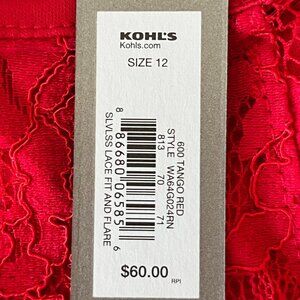 KOHL'S
Kohls.com
SIZE 12
600 TANGO RED
STYLE WA64G024RN
813 70 71
8 86680 06585 6
SLVLSS LACE FIT AND FLARE
$60.00
RPI